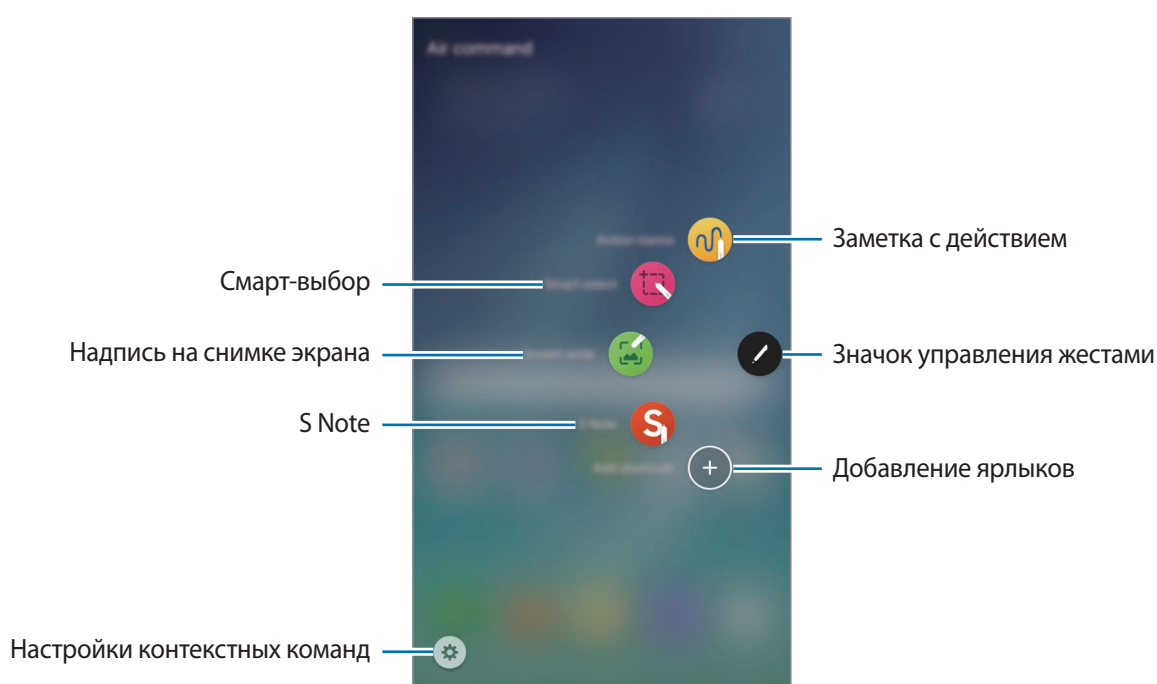 Air command
Action memo
Заметка с действием
Смарт-выбор
Smart select
Надпись на снимке экрана
Screen write
Значок управления жестами
S Note
S Note
Add shortcuts
Добавление ярлыков
Настройки контекстных команд